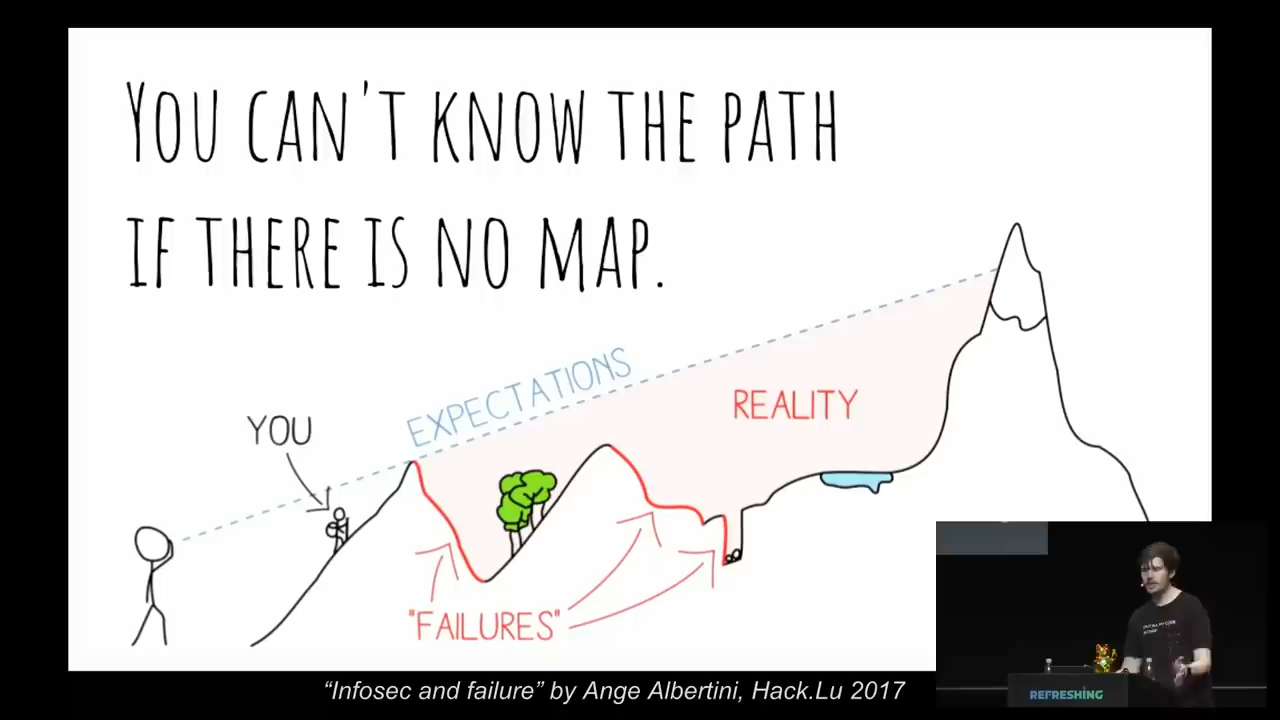 YOU CAN'T KNOW THE PATH
IF THERE IS NO MAP.
EXPECTATIONS
REALITY
YOU
"FAILURES"
REFRESHING
“Infosec and failure” by Ange Albertini, Hack.Lu 2017